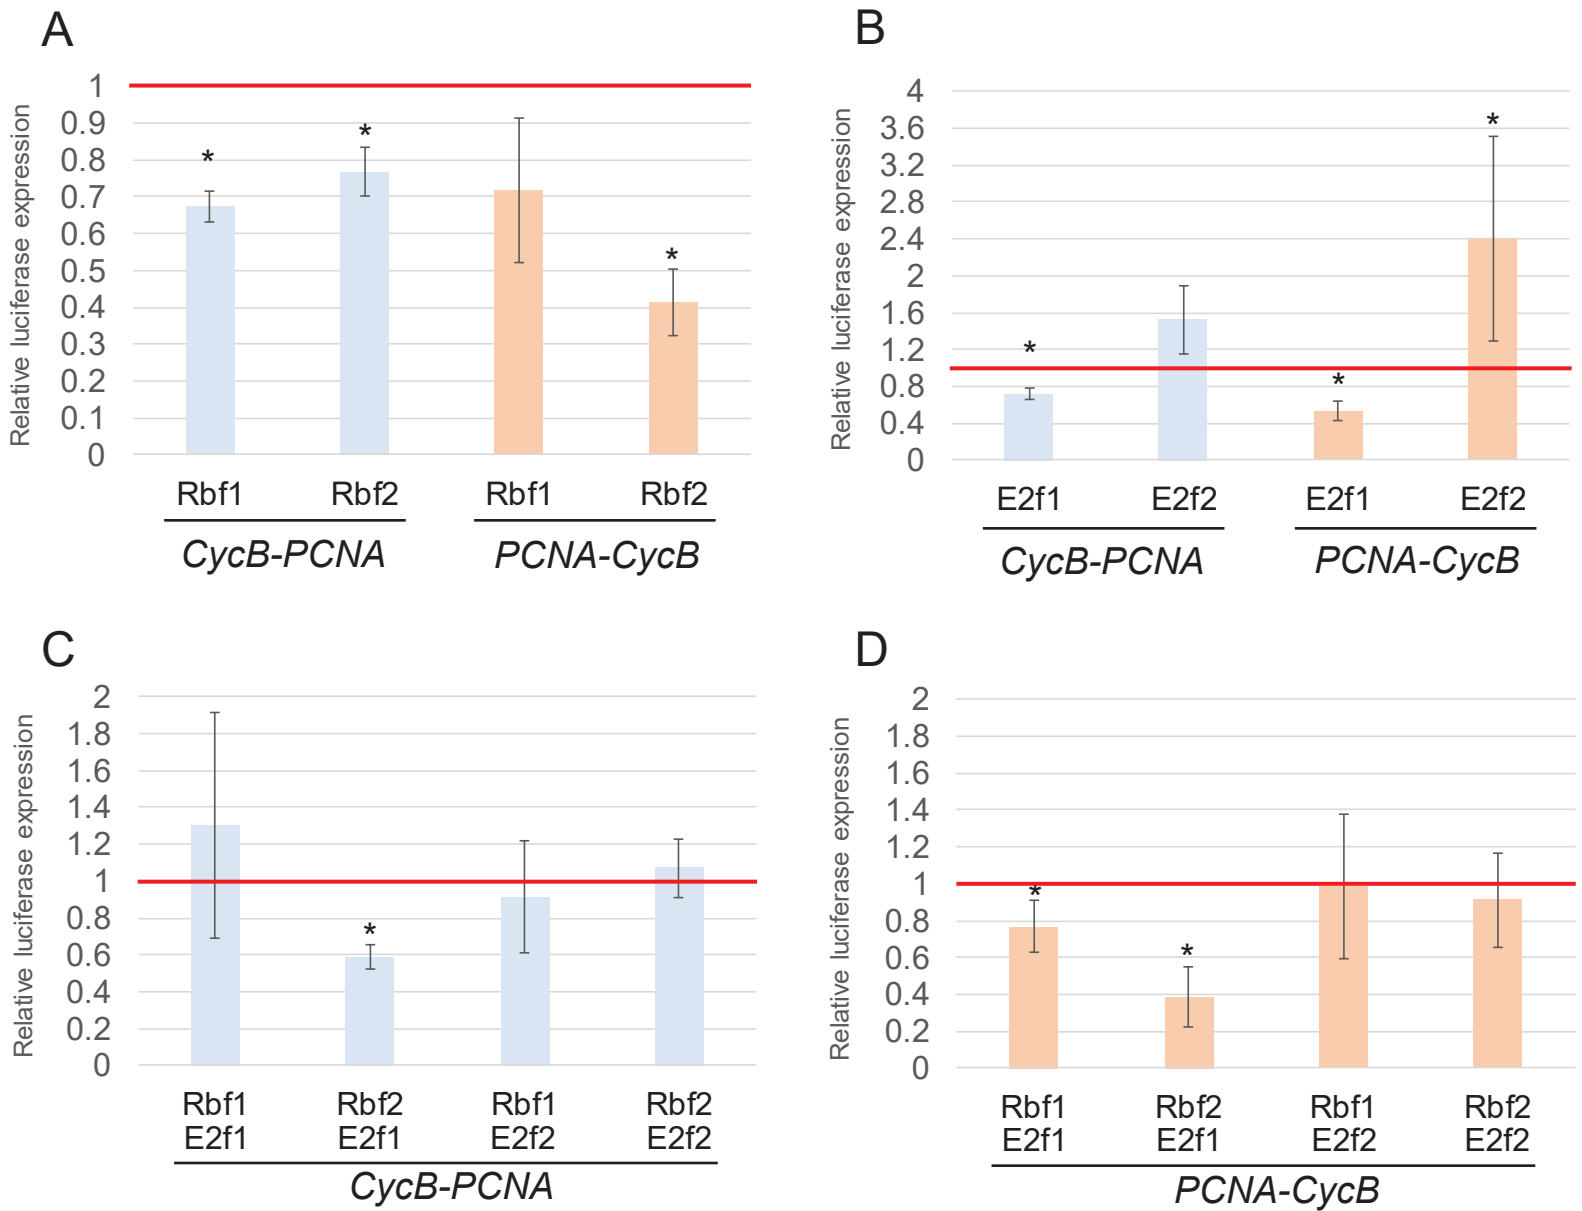 A
Relative luciferase expression
1
0.9
0.8
0.7
0.6
0.5
0.4
0.3
0.2
0.1
0
*
*
*
Rbf1 Rbf2 Rbf1 Rbf2
CycB-PCNA PCNA-CycB
B
Relative luciferase expression
4
3.6
3.2
2.8
2.4
2
1.6
1.2
0.8
0.4
0
*
*
*
E2f1 E2f2 E2f1 E2f2
CycB-PCNA PCNA-CycB
C
Relative luciferase expression
2
1.8
1.6
1.4
1.2
1
0.8
0.6
0.4
0.2
0
*
Rbf1 Rbf2 Rbf1 Rbf2
E2f1 E2f1 E2f2 E2f2
CycB-PCNA
D
Relative luciferase expression
2
1.8
1.6
1.4
1.2
1
0.8
0.6
0.4
0.2
0
*
*
Rbf1 Rbf2 Rbf1 Rbf2
E2f1 E2f1 E2f2 E2f2
PCNA-CycB